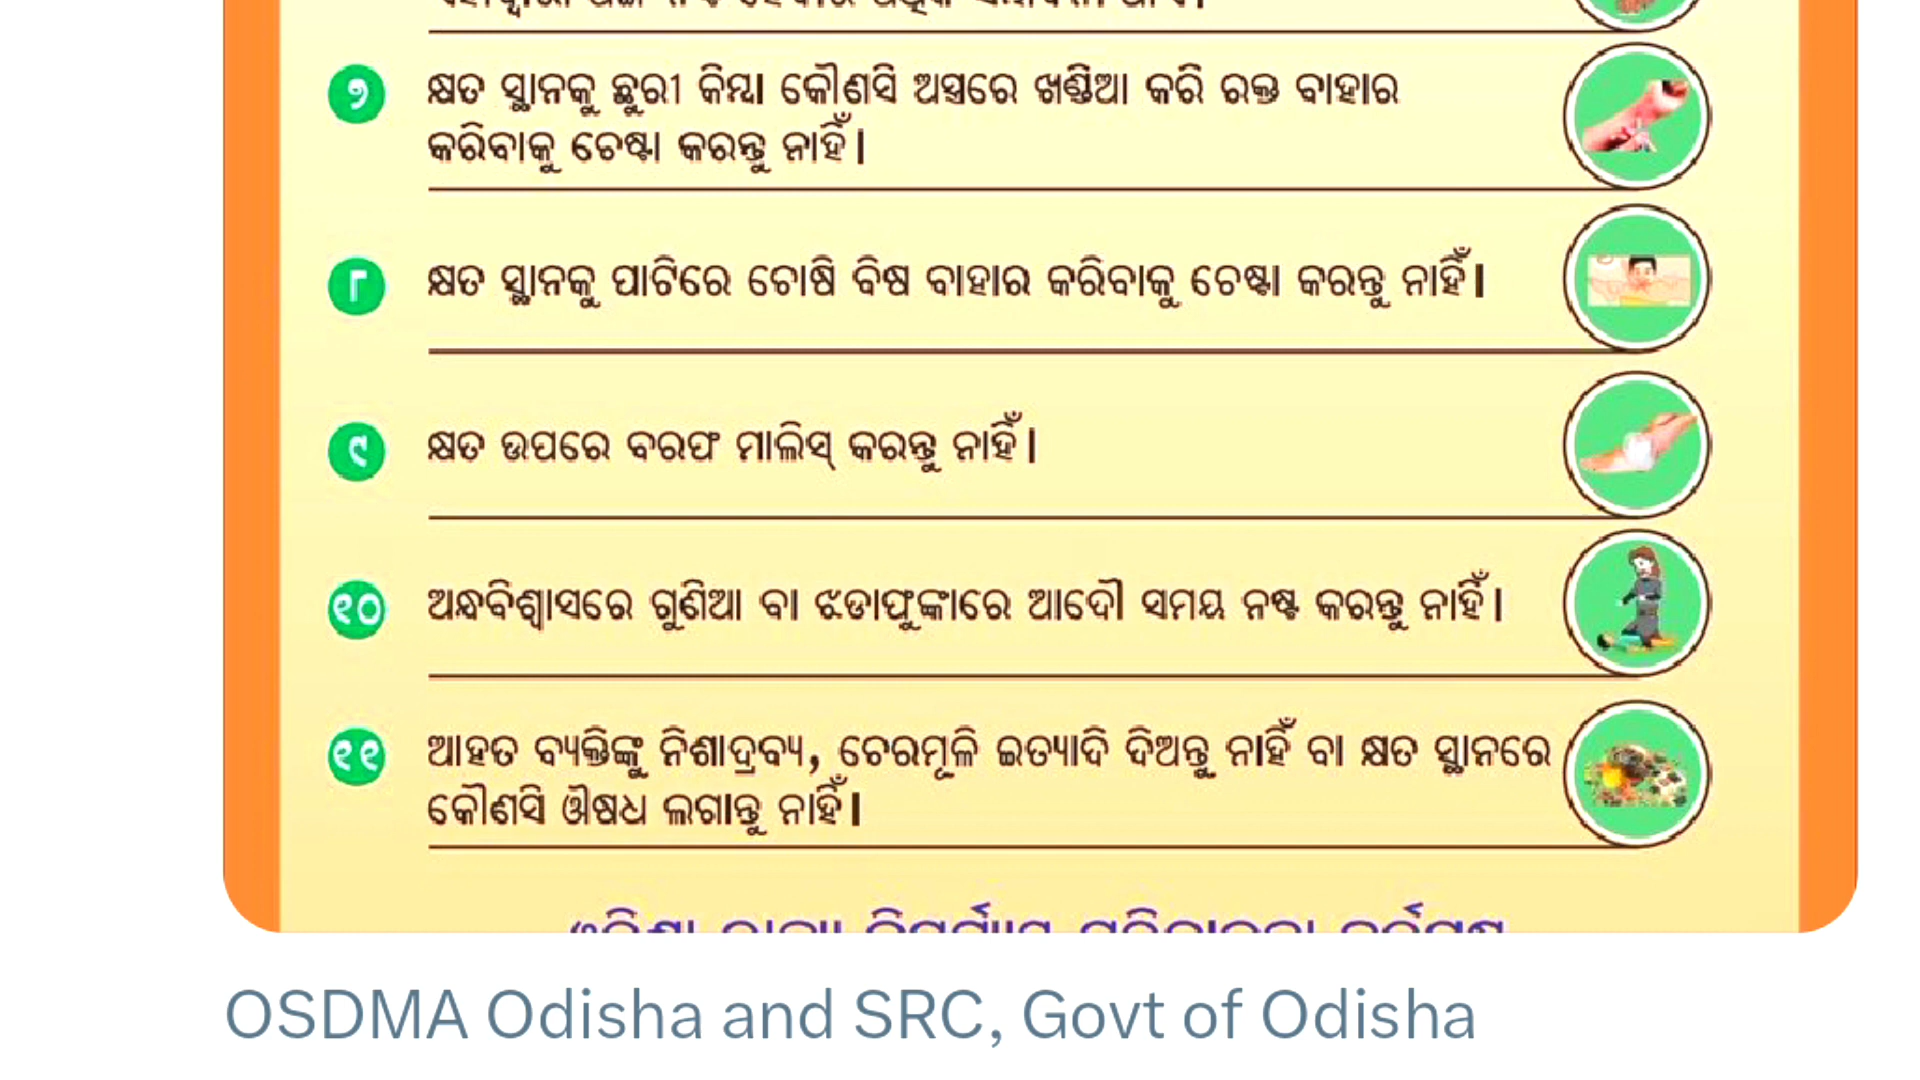 ୭
କ୍ଷତ ସ୍ଥାନକୁ ଛୁରୀ କିମ୍ବା କୌଣସି ଅସ୍ତ୍ରରେ ଖଣ୍ଡିଆ କରି ରକ୍ତ ବାହାର
କରିବାକୁ ଚେଷ୍ଟା କରନ୍ତୁ ନାହିଁ।
୮
କ୍ଷତ ସ୍ଥାନକୁ ପାଟିରେ ଚୋଷି ବିଷ ବାହାର କରିବାକୁ ଚେଷ୍ଟା କରନ୍ତୁ ନାହିଁ।
୯
କ୍ଷତ ଉପରେ ବରଫ ମାଲିସ୍ କରନ୍ତୁ ନାହିଁ।
୧୦
ଅନ୍ଧବିଶ୍ୱାସରେ ଗୁଣିଆ ବା ଝଡାଫୁଙ୍କାରେ ଆଦୌ ସମୟ ନଷ୍ଟ କରନ୍ତୁ ନାହିଁ।
୧୧
ଆହତ ବ୍ୟକ୍ତିଙ୍କୁ ନିଶାଦ୍ରବ୍ୟ, ଚେରମୂଳି ଇତ୍ୟାଦି ଦିଅନ୍ତୁ ନାହିଁ ବା କ୍ଷତ ସ୍ଥାନରେ
କୌଣସି ଔଷଧ ଲଗାନ୍ତୁ ନାହିଁ।
OSDMA Odisha and SRC, Govt of Odisha